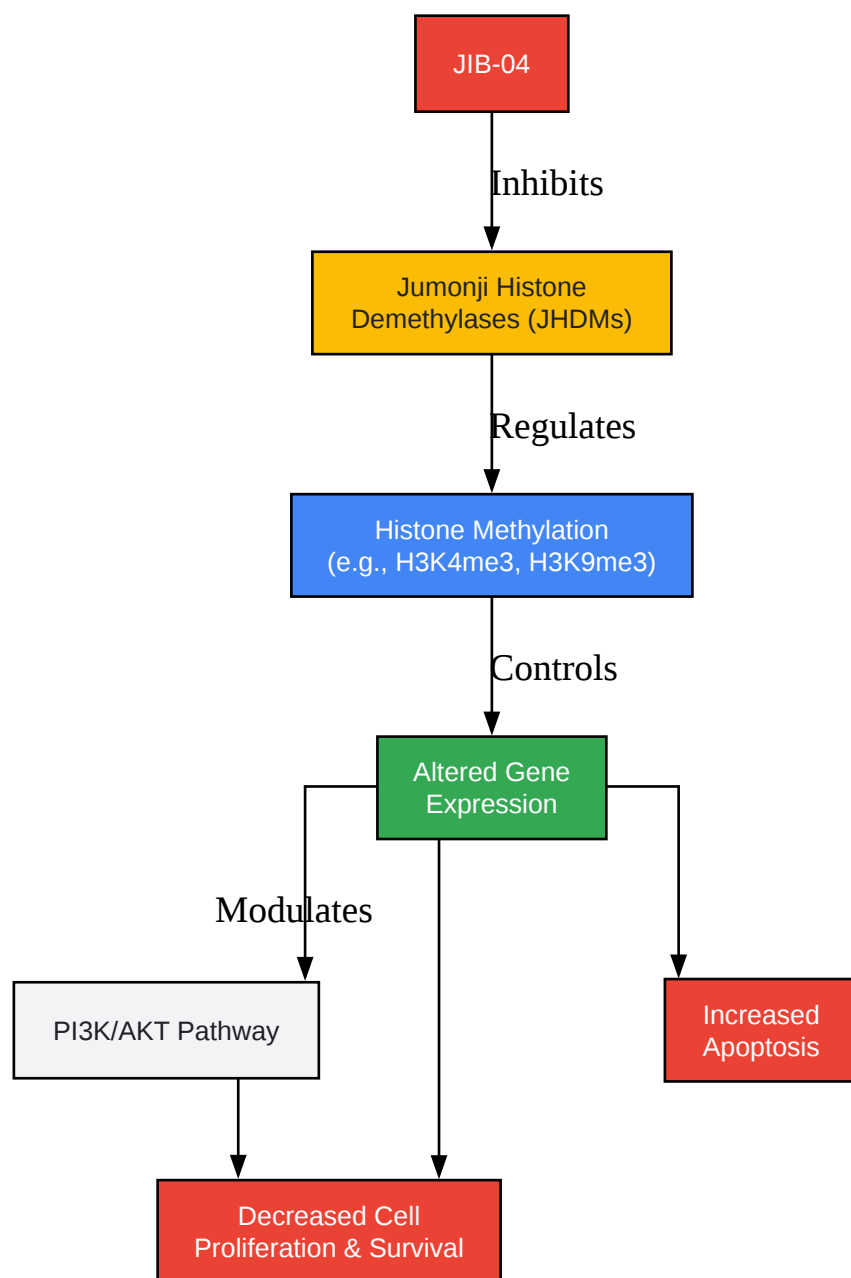 JIB-04
Inhibits
Jumonji Histone
Demethylases (JHDMs)
Regulates
Histone Methylation
(e.g., H3K4me3, H3K9me3)
Controls
Altered Gene
Expression
Modulates
PI3K/AKT Pathway
Increased
Apoptosis
Decreased Cell
Proliferation & Survival